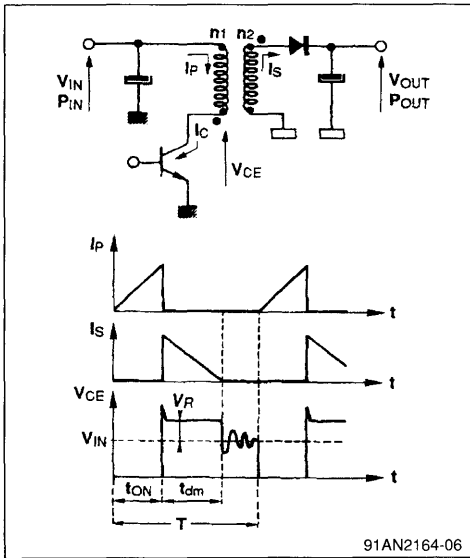 n1 n2
IP IS
VIN
PIN
VOUT
POUT
IC
VCE
IP
t
IS
t
VCE
VR
VIN
t
tON tdm
T
91AN2164-06